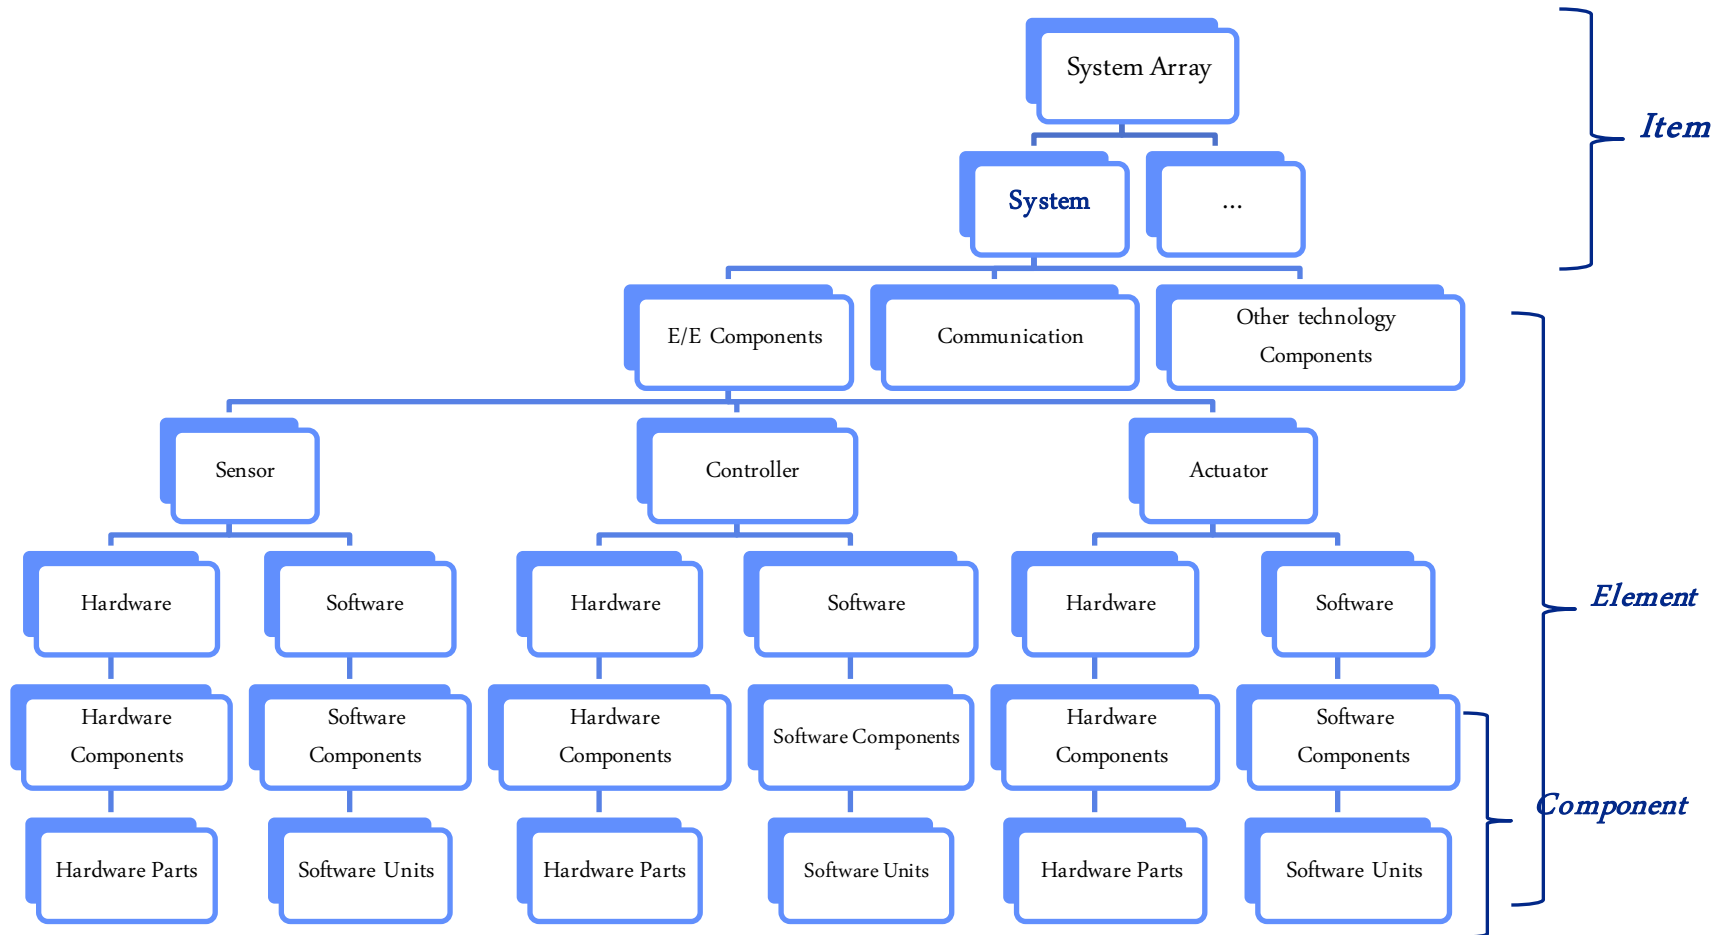 System Array
Item
System
...
E/E Components
Communication
Other technology
Components
Sensor
Controller
Actuator
Hardware
Software
Hardware
Software
Hardware
Software
Element
Hardware
Components
Software
Components
Hardware
Components
Software Components
Hardware
Components
Software
Components
Component
Hardware Parts
Software Units
Hardware Parts
Software Units
Hardware Parts
Software Units